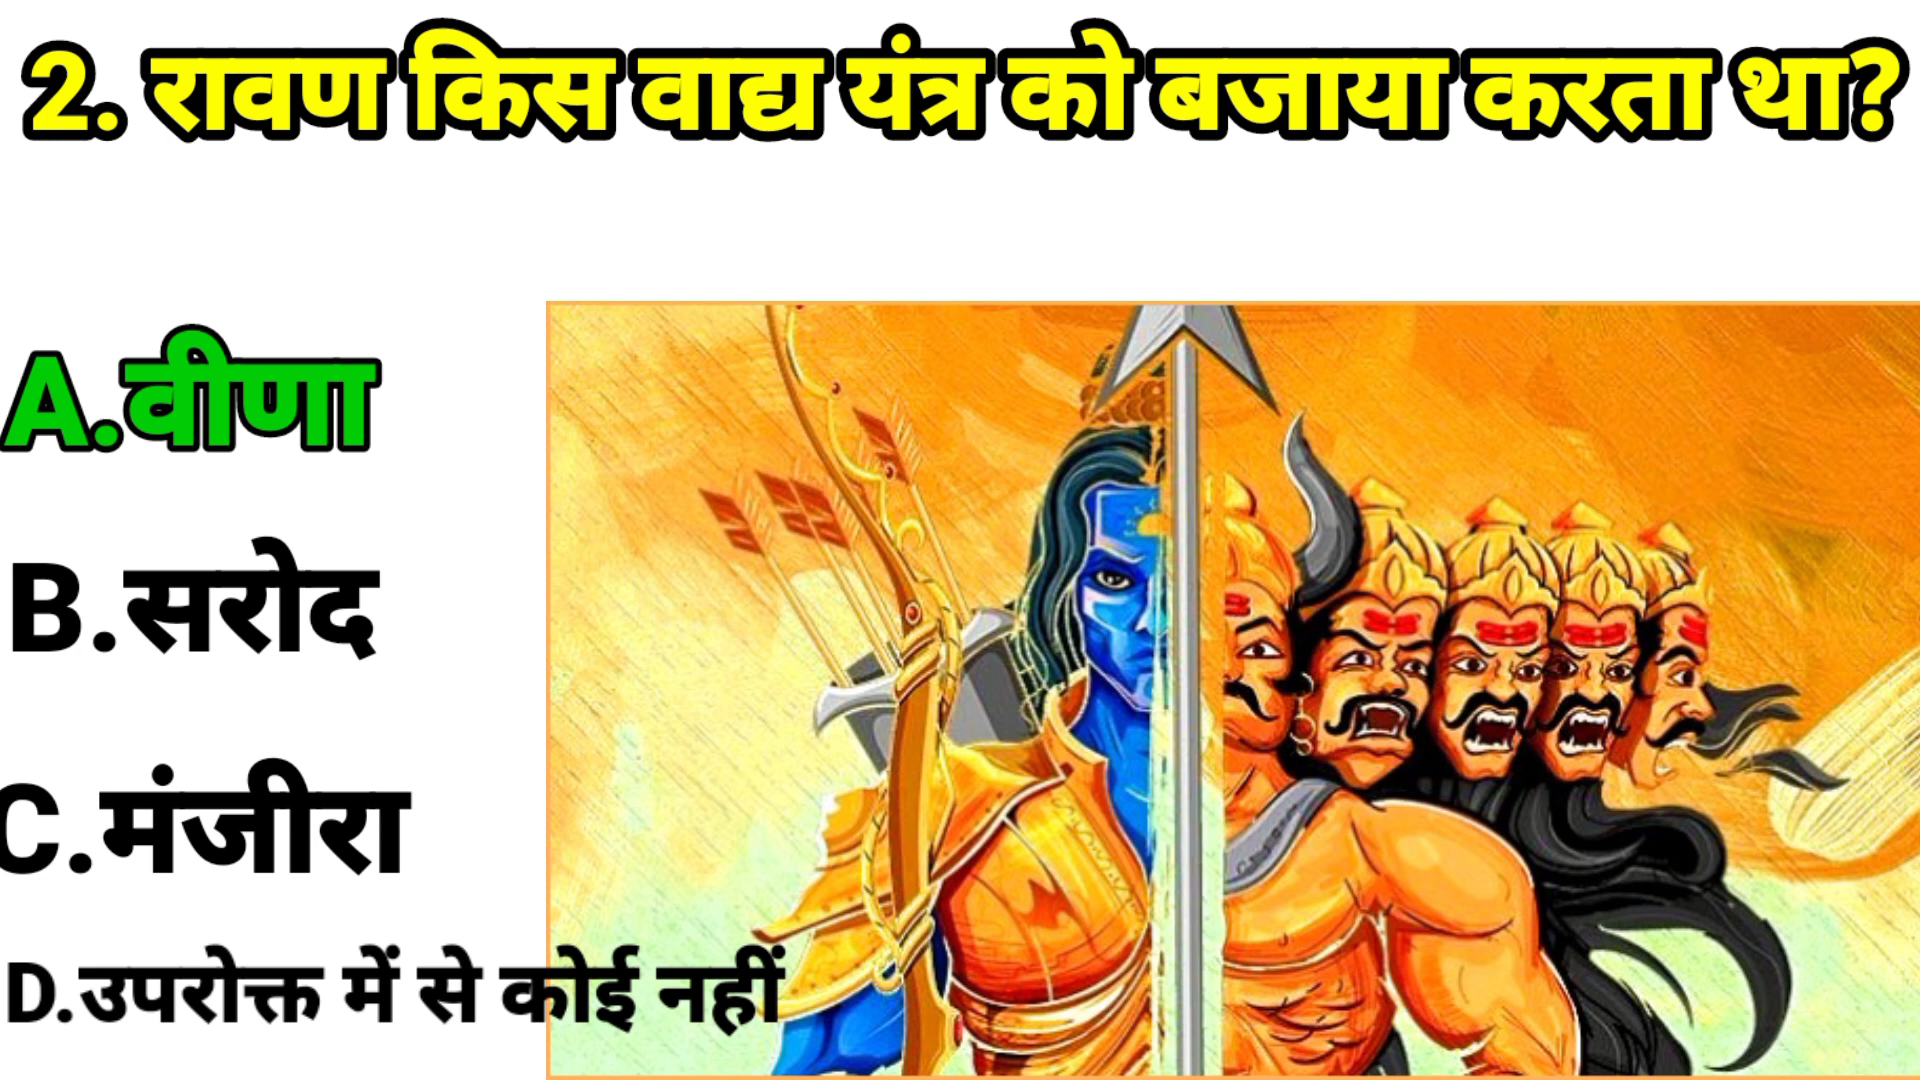 2. रावण किस वाद्य यंत्र को बजाया करता था?
A.वीणा
B.सरोद
C.मंजीरा
D.उपरोक्त में से कोई नहीं